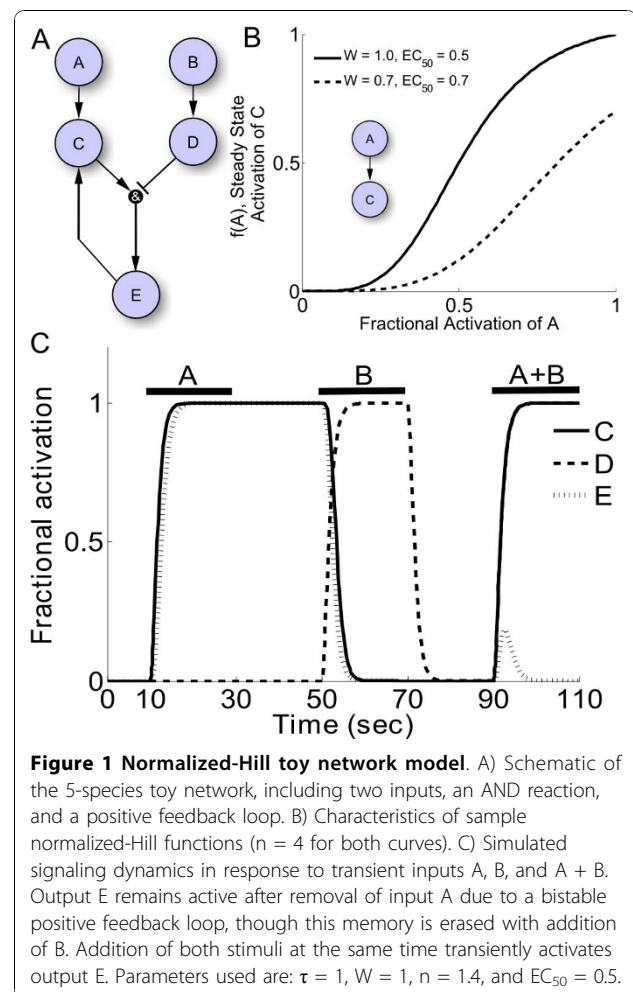 A
A
B
C
D
&
E
B
1
W = 1.0, EC50 = 0.5
W = 0.7, EC50 = 0.7
f(A), Steady State
Activation of C
A
C
0.5
0
0
0.5
1
Fractional Activation of A
C
A
B
A+B
1
C
D
E
0.5
0
Fractional activation
0 10 30 50 70 90 110
Time (sec)
Figure 1 Normalized-Hill toy network model. A) Schematic of
the 5-species toy network, including two inputs, an AND reaction,
and a positive feedback loop. B) Characteristics of sample
normalized-Hill functions (n = 4 for both curves). C) Simulated
signaling dynamics in response to transient inputs A, B, and A + B.
Output E remains active after removal of input A due to a bistable
positive feedback loop, though this memory is erased with addition
of B. Addition of both stimuli at the same time transiently activates
output E. Parameters used are: τ = 1, W = 1, n = 1.4, and EC50 = 0.5.